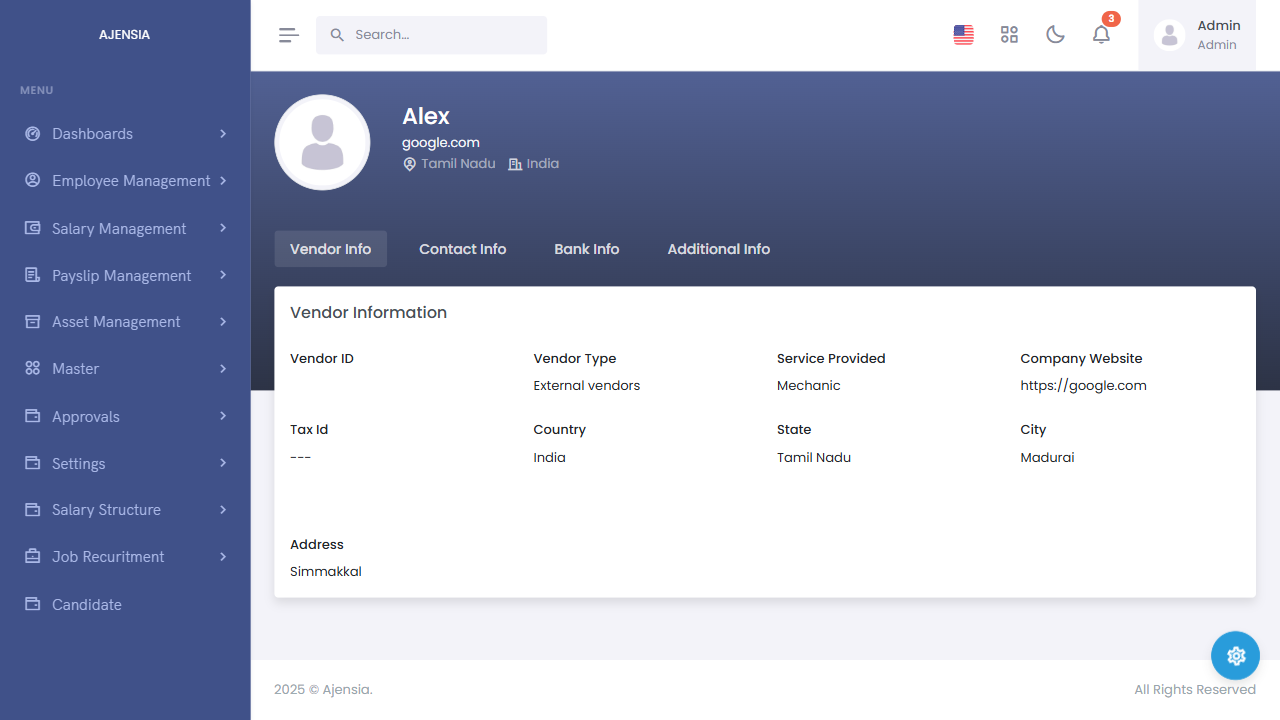 AJENSIA
Search...
3
Admin
Admin
MENU
Dashboards
Employee Management
Salary Management
Payslip Management
Asset Management
Master
Approvals
Settings
Salary Structure
Job Recuritment
Candidate
Alex
google.com
Tamil Nadu India
Vendor Info Contact Info Bank Info Additional Info
Vendor Information
Vendor ID Vendor Type Service Provided Company Website
External vendors Mechanic https://google.com
Tax Id Country State City
--- India Tamil Nadu Madurai
Address
Simmakkal
2025 © Ajensia. All Rights Reserved